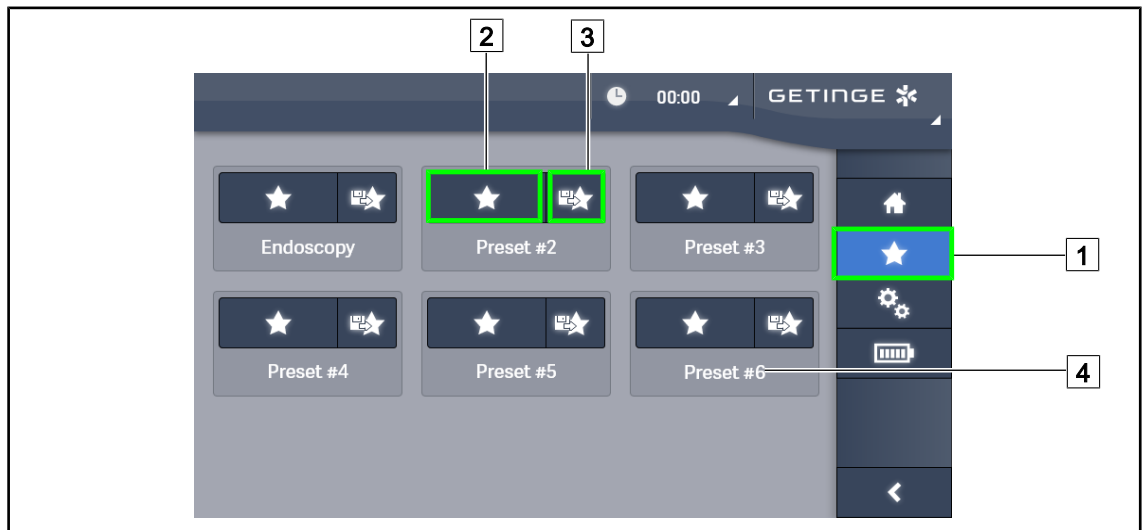 2 3
00:00 GETINGE
Endoscopy Preset #2 Preset #3
1
Preset #4 Preset #5 Preset #6
4